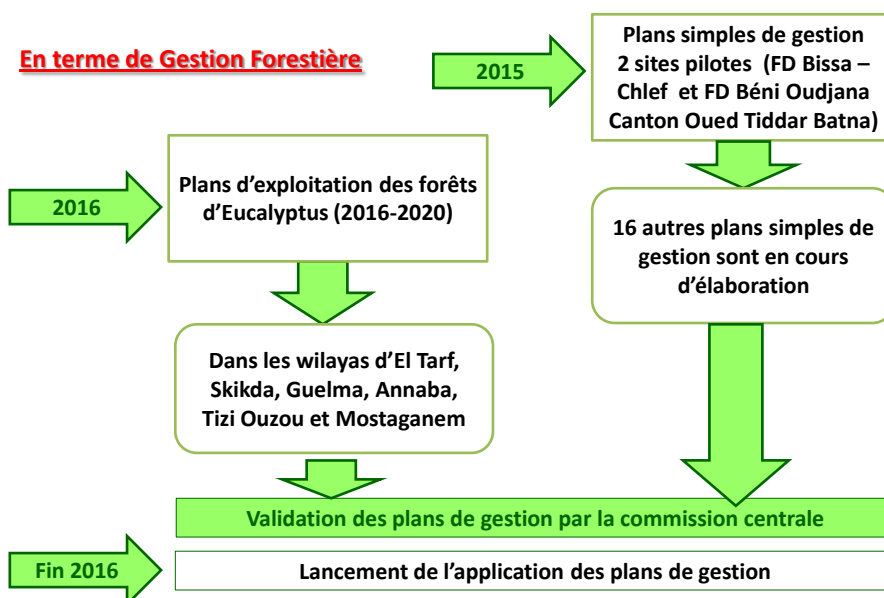 En terme de Gestion Forestière
2015
Plans simples de gestion
2 sites pilotes (FD Bissa –
Chlef et FD Béni Oudjana
Canton Oued Tiddar Batna)
2016
Plans d'exploitation des forêts
d'Eucalyptus (2016-2020)
16 autres plans simples de
gestion sont en cours
d'élaboration
Dans les wilayas d'El Tarf,
Skikda, Guelma, Annaba,
Tizi Ouzou et Mostaganem
Validation des plans de gestion par la commission centrale
Fin 2016
Lancement de l'application des plans de gestion